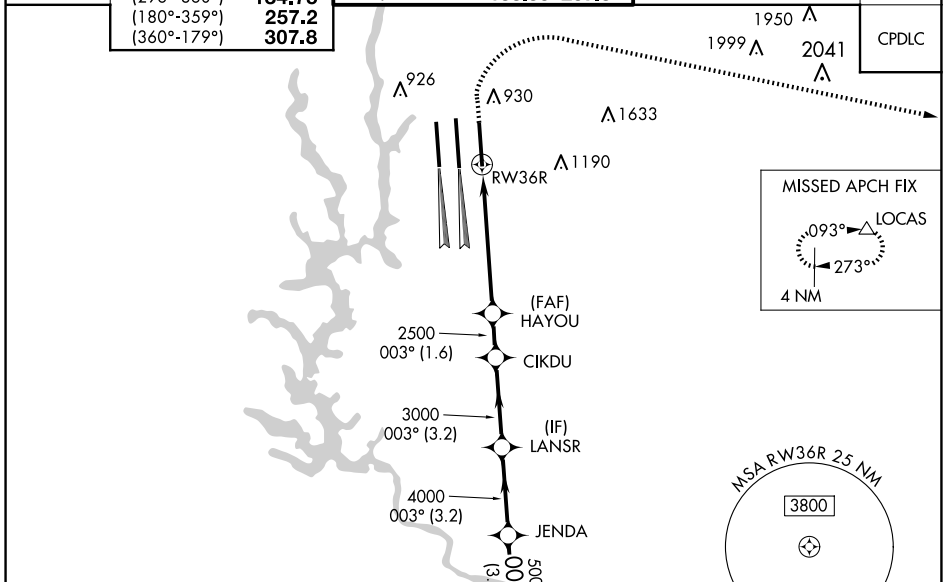 (180°-359°) 257.2
(360°-179°) 307.8
1950
1999
2041
CPDLC
926
930
1633
1190
RW36R
MISSED APCH FIX
LOCAS
093°
273°
4 NM
(FAF)
HAYOU
2500
003° (1.6)
CIKDU
3000
003° (3.2)
(IF)
LANSR
4000
003° (3.2)
JENDA
MSA RW36R 25 NM
3800